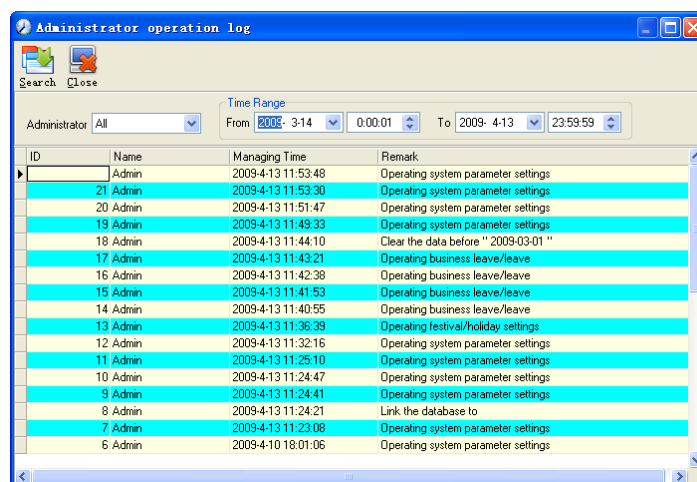 Administrator operation log
Search Close
Time Range
Administrator All From 2009- 3-14 0:00:01 To 2009- 4-13 23:59:59
ID Name Managing Time Remark
Admin 2009-4-13 11:53:48 Operating system parameter settings
21 Admin 2009-4-13 11:53:30 Operating system parameter settings
20 Admin 2009-4-13 11:51:47 Operating system parameter settings
19 Admin 2009-4-13 11:49:33 Operating system parameter settings
18 Admin 2009-4-13 11:44:10 Clear the data before " 2009-03-01 "
17 Admin 2009-4-13 11:43:21 Operating business leave/leave
16 Admin 2009-4-13 11:42:38 Operating business leave/leave
15 Admin 2009-4-13 11:41:53 Operating business leave/leave
14 Admin 2009-4-13 11:40:55 Operating business leave/leave
13 Admin 2009-4-13 11:36:39 Operating festival/holiday settings
12 Admin 2009-4-13 11:32:16 Operating system parameter settings
11 Admin 2009-4-13 11:25:10 Operating system parameter settings
10 Admin 2009-4-13 11:24:47 Operating system parameter settings
9 Admin 2009-4-13 11:24:41 Operating system parameter settings
8 Admin 2009-4-13 11:24:21 Link the database to
7 Admin 2009-4-13 11:23:08 Operating system parameter settings
6 Admin 2009-4-10 18:01:06 Operating system parameter settings